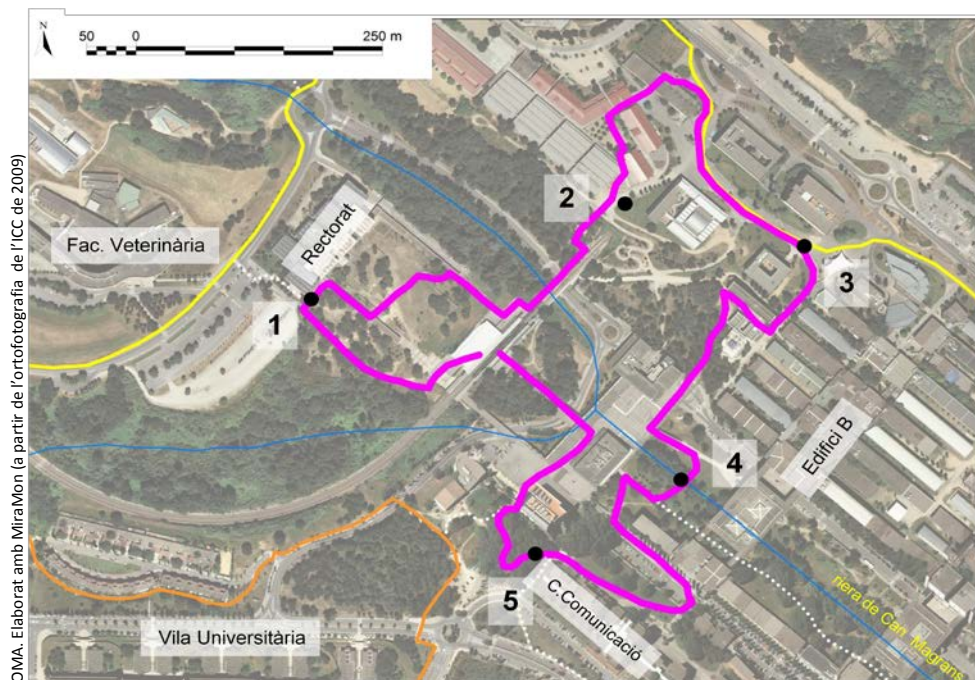 N
50 0 250 m
OMA. Elaborat amb MiraMon (a partir de l'ortofotografia de l'ICC de 2009)
Fac. Veterinària
Rectorat
1
2
3
4
5
Edifici B
C.Comunicació
Vila Universitària
riera de Can Magrans